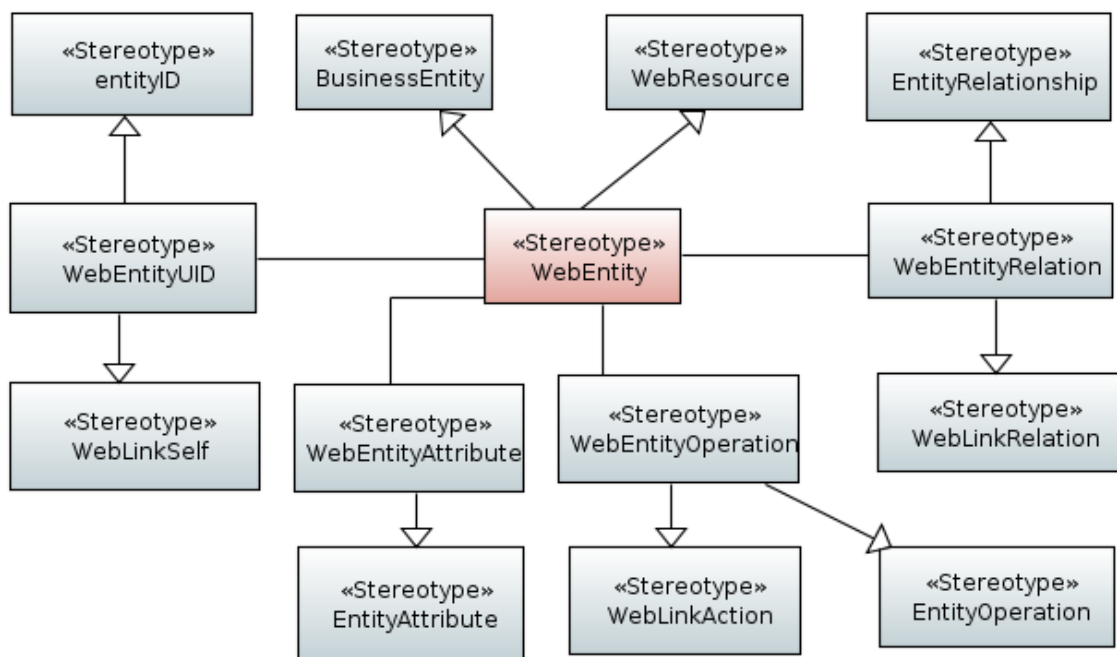 «Stereotype»
entityID
«Stereotype»
BusinessEntity
«Stereotype»
WebResource
«Stereotype»
EntityRelationship
«Stereotype»
WebEntityUID
«Stereotype»
WebEntity
«Stereotype»
WebEntityRelation
«Stereotype»
WebLinkSelf
«Stereotype»
WebEntityAttribute
«Stereotype»
WebEntityOperation
«Stereotype»
WebLinkRelation
«Stereotype»
EntityAttribute
«Stereotype»
WebLinkAction
«Stereotype»
EntityOperation